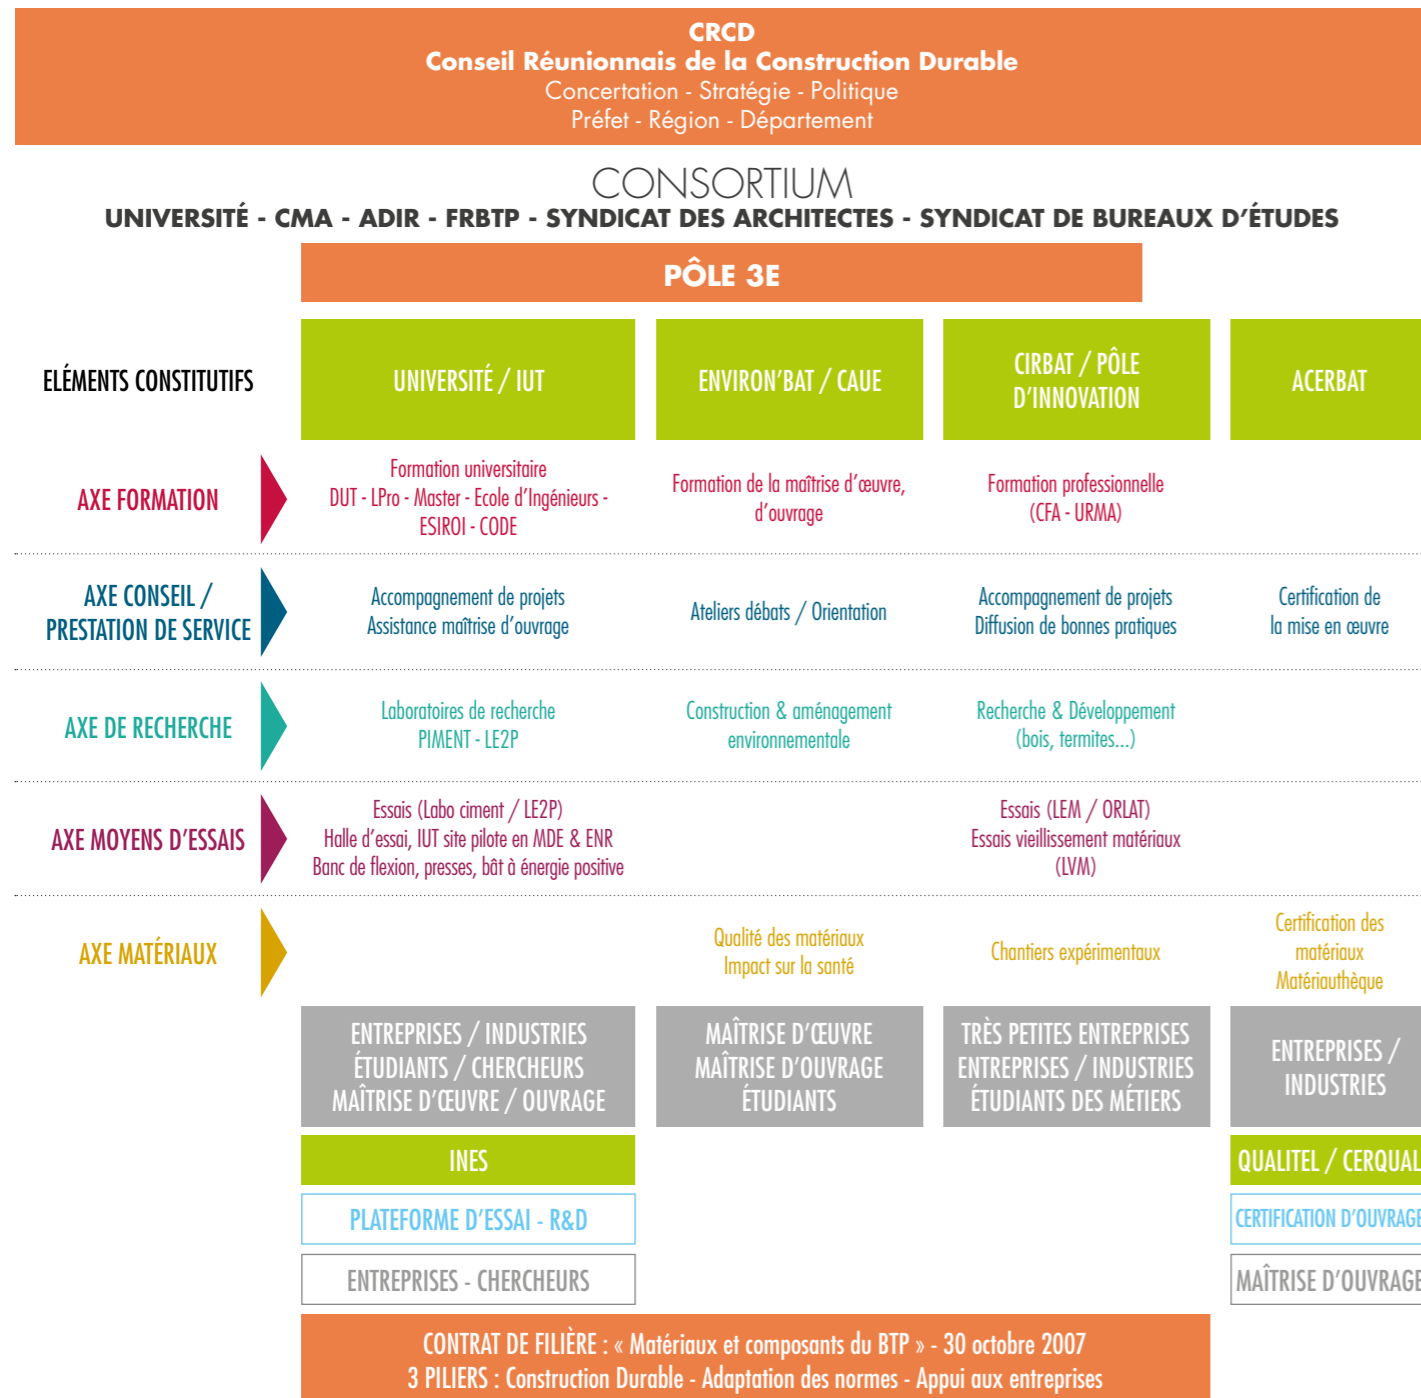 CRCD
Conseil Réunionnais de la Construction Durable
Concertation - Stratégie - Politique
Préfet - Région - Département
CONSORTIUM
UNIVERSITÉ - CMA - ADIR - FRBTP - SYNDICAT DES ARCHITECTES - SYNDICAT DE BUREAUX D'ÉTUDES
PÔLE 3E
ELÉMENTS CONSTITUTIFS
UNIVERSITÉ / IUT
ENVIRON'BAT / CAUE
CIRBAT / PÔLE
D'INNOVATION
ACERBAT
AXE FORMATION
Formation universitaire
DUT - LPro - Master - Ecole d'Ingénieurs -
ESIROI - CODE
Formation de la maîtrise d'œuvre,
d'ouvrage
Formation professionnelle
(CFA - URMA)
AXE CONSEIL /
PRESTATION DE SERVICE
Accompagnement de projets
Assistance maîtrise d'ouvrage
Ateliers débats / Orientation
Accompagnement de projets
Diffusion de bonnes pratiques
Certification de
la mise en œuvre
AXE DE RECHERCHE
Laboratoires de recherche
PIMENT - LE2P
Construction & aménagement
environnementale
Recherche & Développement
(bois, termites...)
AXE MOYENS D'ESSAIS
Essais (Labo ciment / LE2P)
Halle d'essai, IUT site pilote en MDE & ENR
Banc de flexion, presses, bât à énergie positive
Essais (LEM / ORLAT)
Essais vieillissement matériaux
(LVM)
AXE MATÉRIAUX
Qualité des matériaux
Impact sur la santé
Chantiers expérimentaux
Certification des
matériaux
Matériauthèque
ENTREPRISES / INDUSTRIES
ÉTUDIANTS / CHERCHEURS
MAÎTRISE D'ŒUVRE / OUVRAGE
MAÎTRISE D'ŒUVRE
MAÎTRISE D'OUVRAGE
ÉTUDIANTS
TRÈS PETITES ENTREPRISES
ENTREPRISES / INDUSTRIES
ÉTUDIANTS DES MÉTIERS
ENTREPRISES /
INDUSTRIES
INES
QUALITEL / CERQUAL
PLATEFORME D'ESSAI - R&D
CERTIFICATION D'OUVRAGE
ENTREPRISES - CHERCHEURS
MAÎTRISE D'OUVRAGE
CONTRAT DE FILIÈRE : « Matériaux et composants du BTP » - 30 octobre 2007
3 PILIERS : Construction Durable - Adaptation des normes - Appui aux entreprises